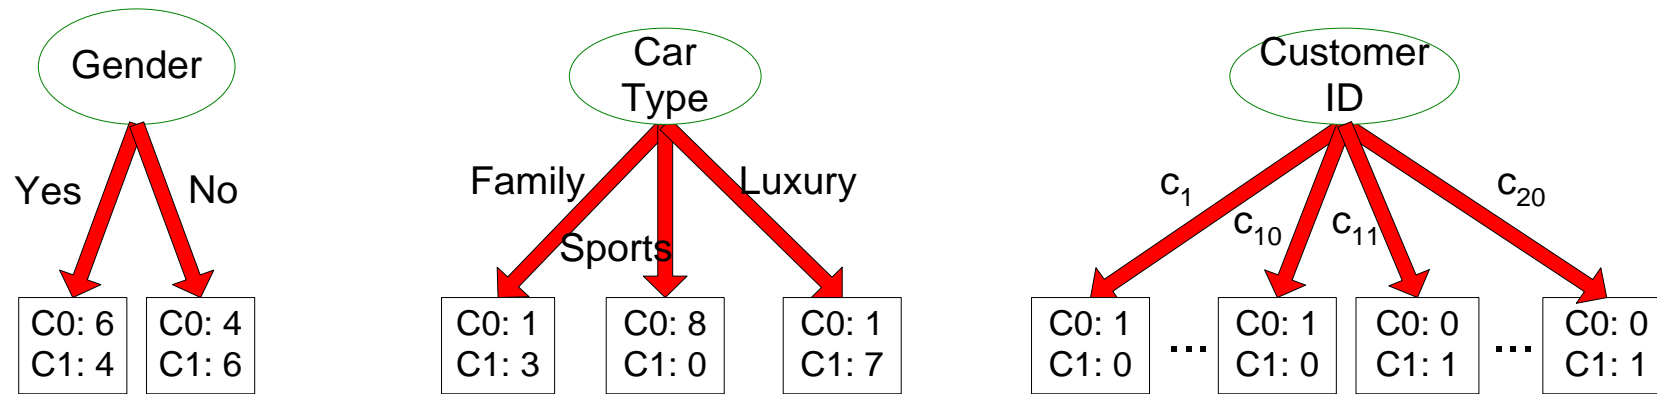 Gender
Yes
No
C0: 6
C1: 4
C0: 4
C1: 6
Car
Type
Family
Sports
Luxury
C0: 1
C1: 3
C0: 8
C1: 0
C0: 1
C1: 7
Customer
ID
c₁
c₁₀
c₁₁
c₂₀
C0: 1
C1: 0
...
C0: 1
C1: 0
C0: 0
C1: 1
...
C0: 0
C1: 1